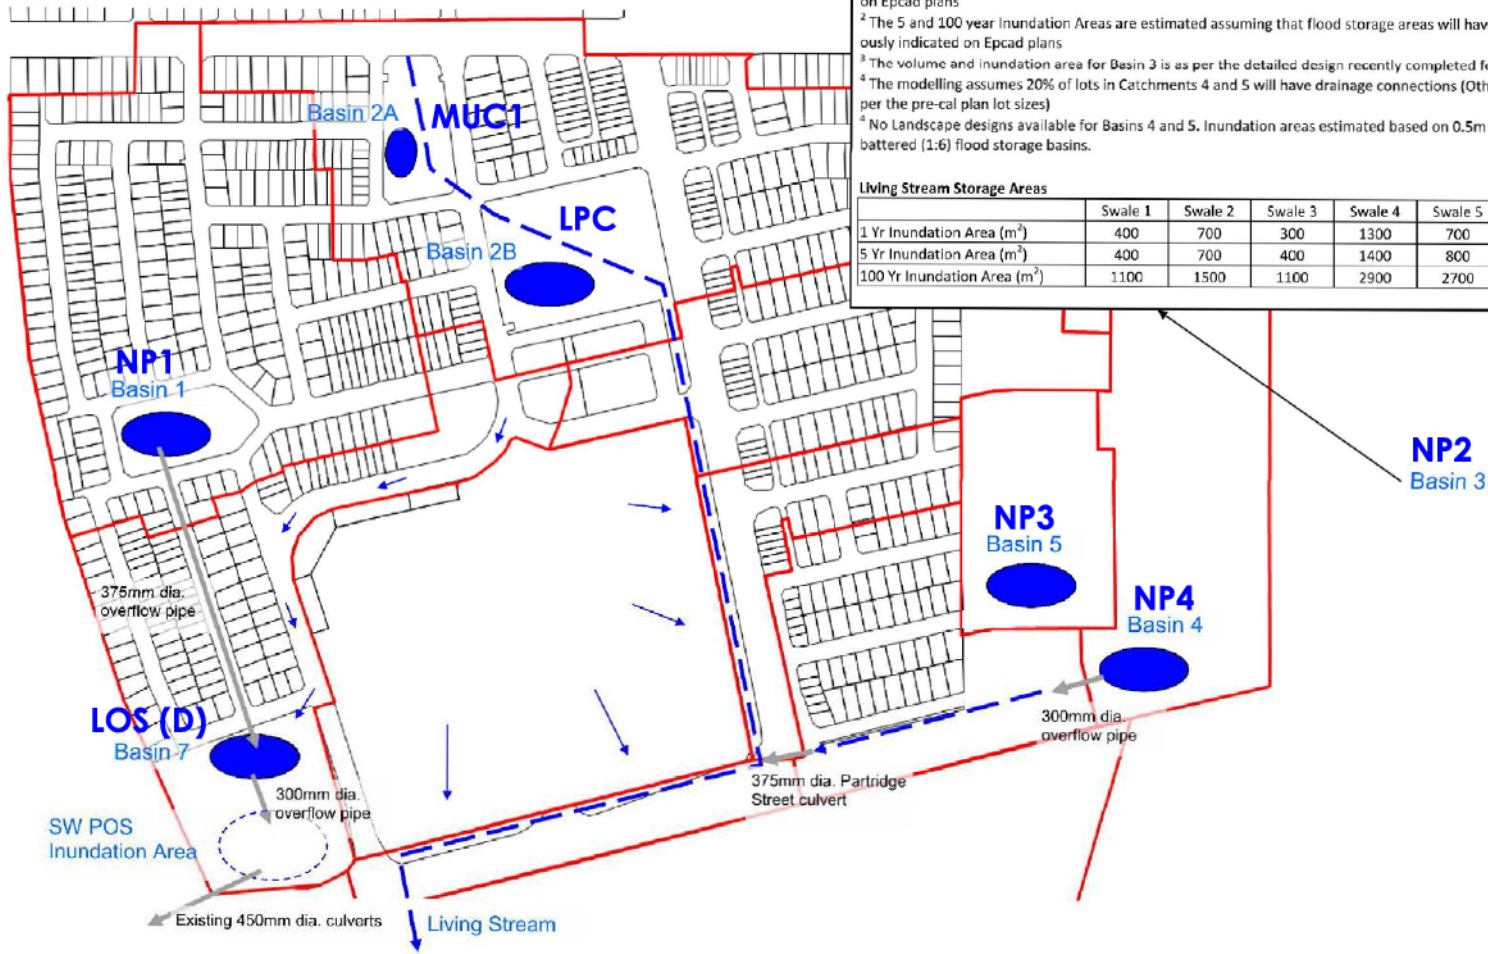 on Epcad plans
² The 5 and 100 year Inundation Areas are estimated assuming that flood storage areas will hav
ously indicated on Epcad plans
³ The volume and inundation area for Basin 3 is as per the detailed design recently completed f
⁴ The modelling assumes 20% of lots in Catchments 4 and 5 will have drainage connections (Oth
per the pre-cal plan lot sizes)
⁴ No Landscape designs available for Basins 4 and 5. Inundation areas estimated based on 0.5m
battered (1:6) flood storage basins.
Living Stream Storage Areas
Swale 1 Swale 2 Swale 3 Swale 4 Swale 5
1 Yr Inundation Area (m²) 400 700 300 1300 700
5 Yr Inundation Area (m²) 400 700 400 1400 800
100 Yr Inundation Area (m²) 1100 1500 1100 2900 2700
Basin 2A
MUC1
LPC
Basin 2B
NP1
Basin 1
NP2
Basin 3
NP3
Basin 5
NP4
Basin 4
375mm dia.
overflow pipe
LOS (D)
Basin 7
300mm dia.
overflow pipe
300mm dia.
overflow pipe
375mm dia. Partridge
Street culvert
SW POS
Inundation Area
Existing 450mm dia. culverts
Living Stream